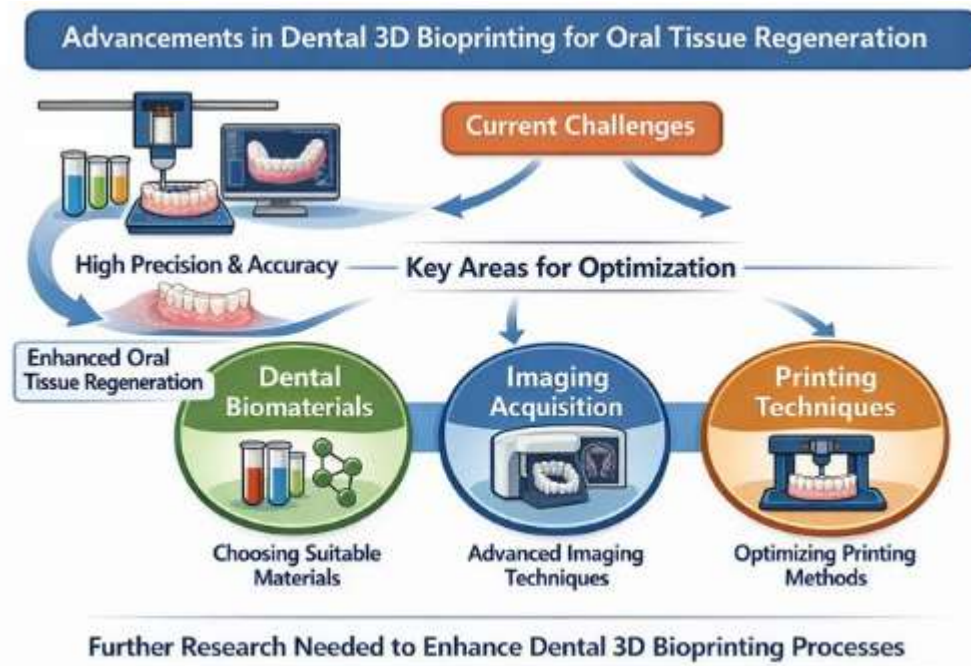 Advancements in Dental 3D Bioprinting for Oral Tissue Regeneration
Current Challenges
High Precision & Accuracy
Key Areas for Optimization
Enhanced Oral
Tissue Regeneration
Dental
Biomaterials
Imaging
Acquisition
Printing
Techniques
Choosing Suitable
Materials
Advanced Imaging
Techniques
Optimizing Printing
Methods
Further Research Needed to Enhance Dental 3D Bioprinting Processes